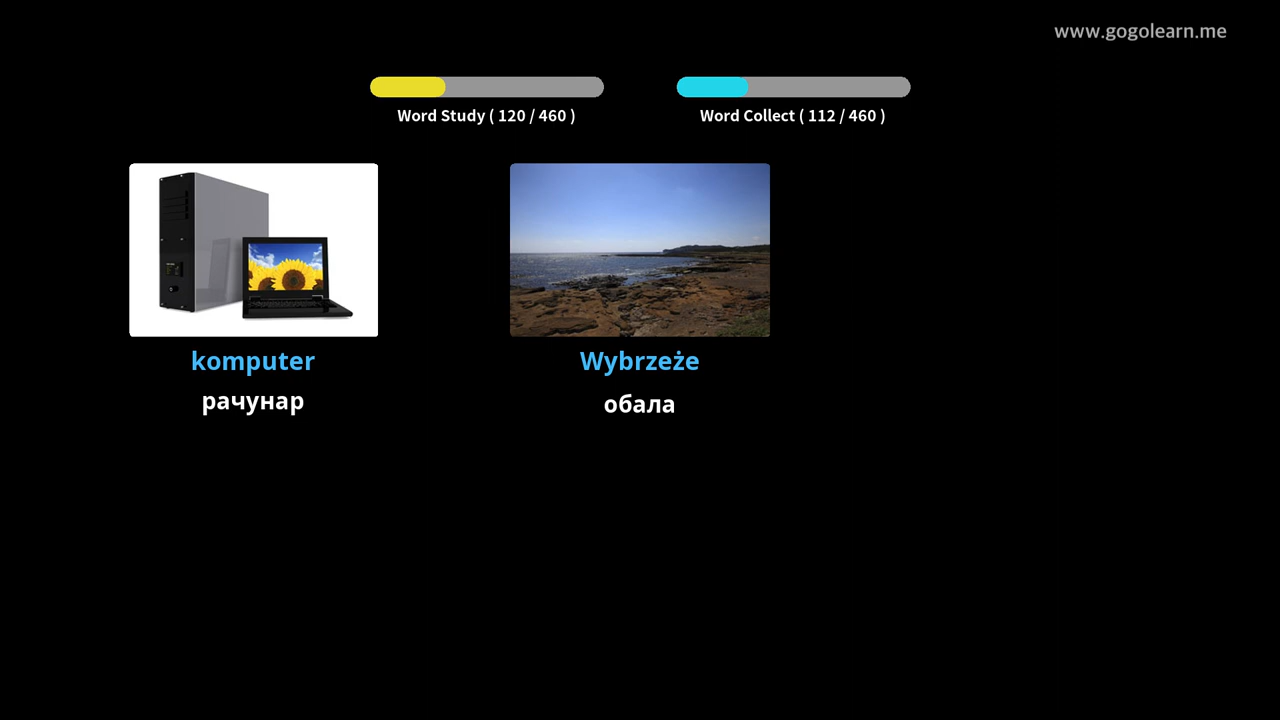 www.gogolearn.me
Word Study ( 120 / 460 )
Word Collect ( 112 / 460 )
komputer
рачунар
Wybrzeże
обала